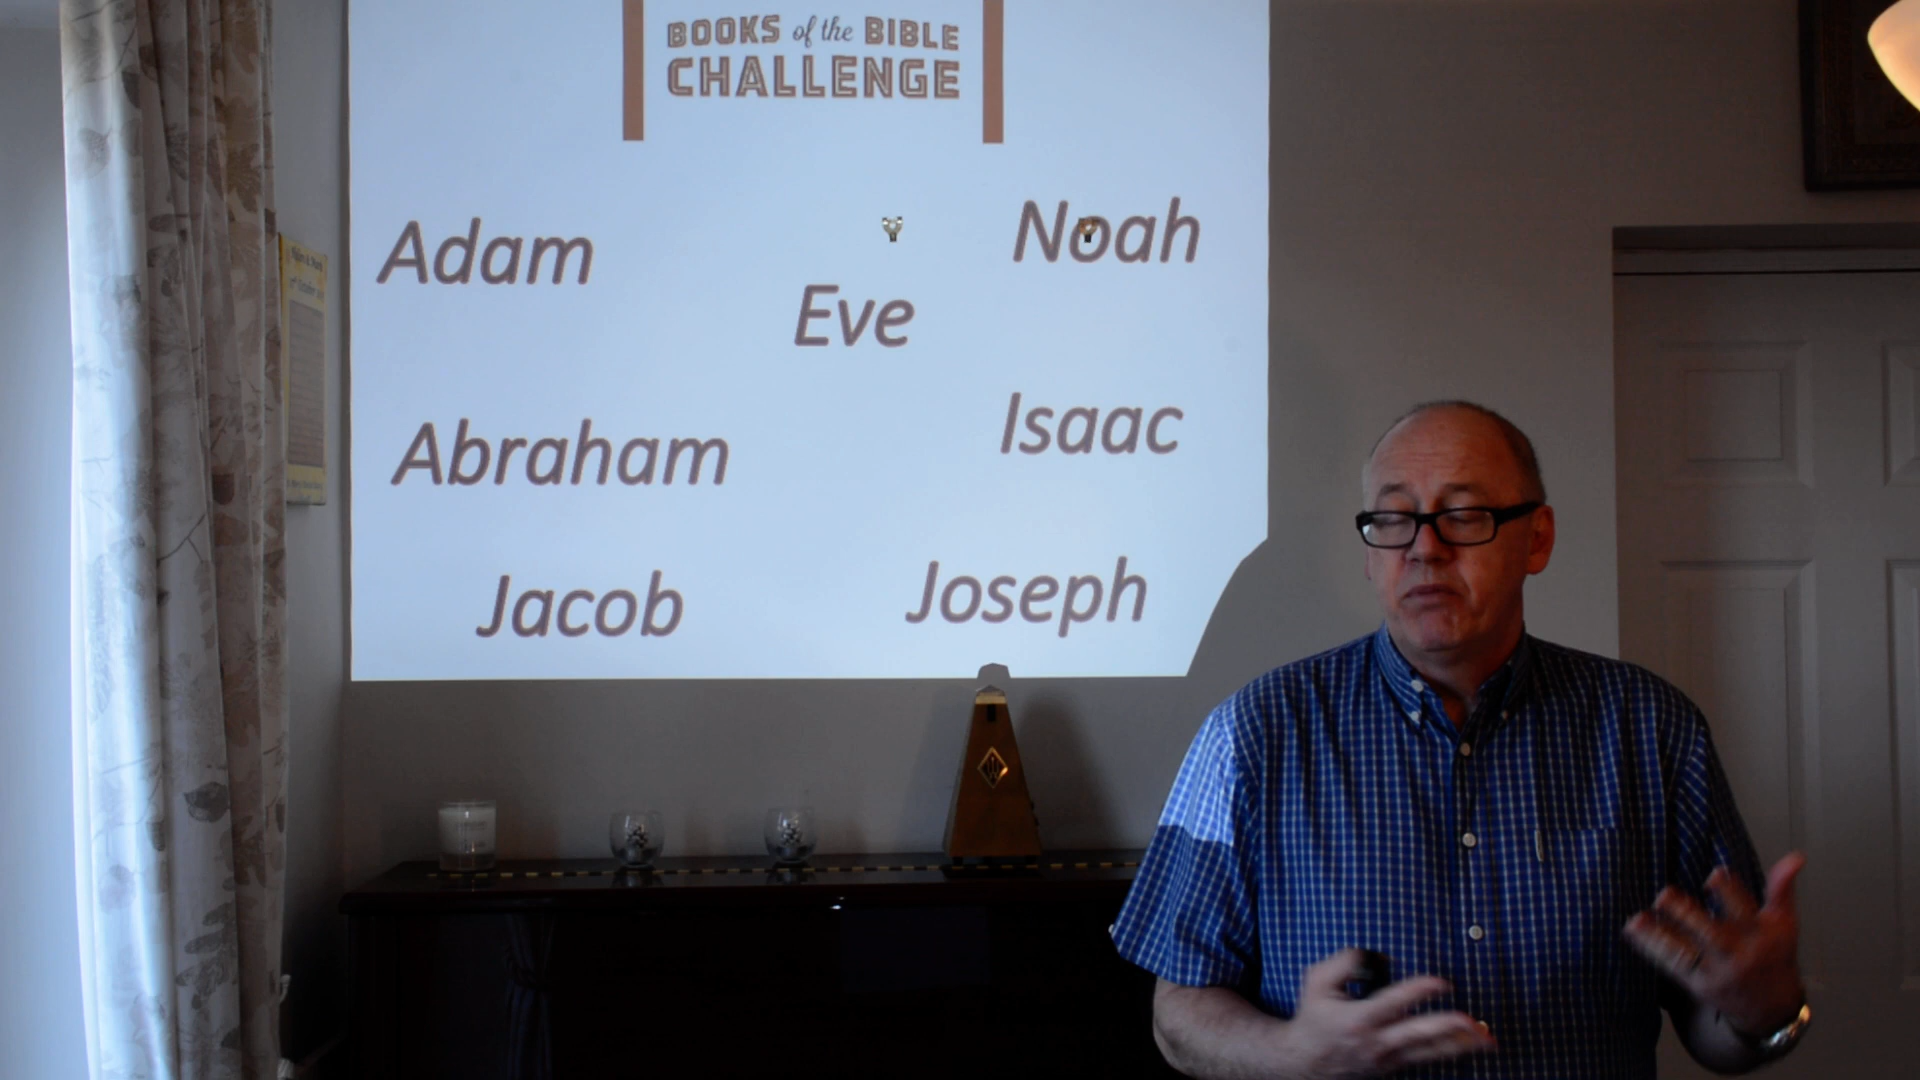 BOOKS of the BIBLE
CHALLENGE
Adam
Noah
Eve
Abraham
Isaac
Jacob
Joseph